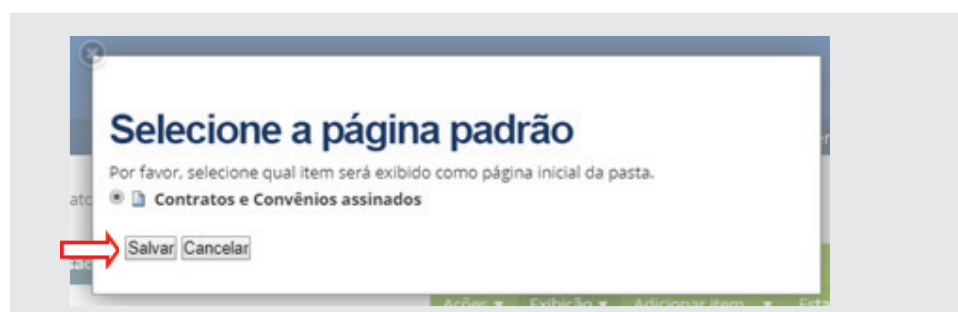 Selecione a página padrão
Por favor, selecione qual item será exibido como página inicial da pasta.
Contratos e Convênios assinados
Salvar Cancelar
Ações Exibição Adicionar item